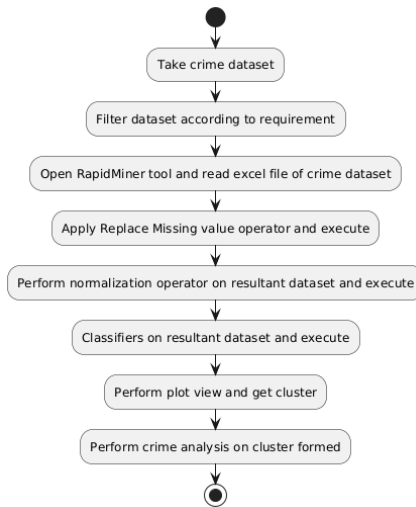 Take crime dataset
Filter dataset according to requirement
Open RapidMiner tool and read excel file of crime dataset
Apply Replace Missing value operator and execute
Perform normalization operator on resultant dataset and execute
Classifiers on resultant dataset and execute
Perform plot view and get cluster
Perform crime analysis on cluster formed